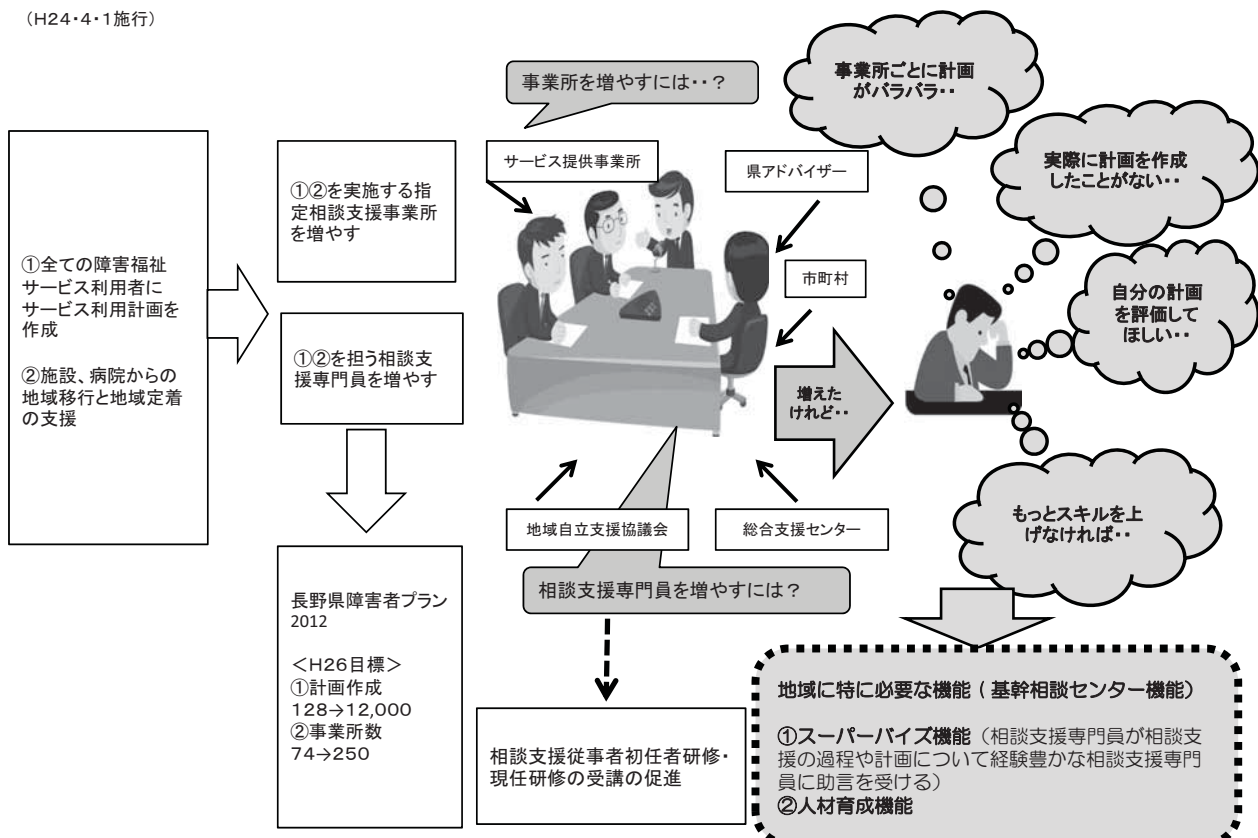 （H24・4・1施行）
①全ての障害福祉
サービス利用者に
サービス利用計画を
作成
②施設、病院からの
地域移行と地域定着
の支援
①②を実施する指
定相談支援事業所
を増やす
①②を担う相談支
援専門員を増やす
長野県障害者プラン
2012
＜H26目標＞
①計画作成
128→12,000
②事業所数
74→250
事業所を増やすには・・？
サービス提供事業所
県アドバイザー
市町村
地域自立支援協議会
総合支援センター
相談支援専門員を増やすには？
相談支援従事者初任者研修・
現任研修の受講の促進
増えた
けれど・・
事業所ごとに計画
がバラバラ・・
実際に計画を作成
したことがない・・
自分の計画
を評価して
ほしい・・
もっとスキルを上
げなければ・・
地域に特に必要な機能（基幹相談センター機能）
①スーパーバイズ機能（相談支援専門員が相談支
援の過程や計画について経験豊かな相談支援専門
員に助言を受ける）
②人材育成機能